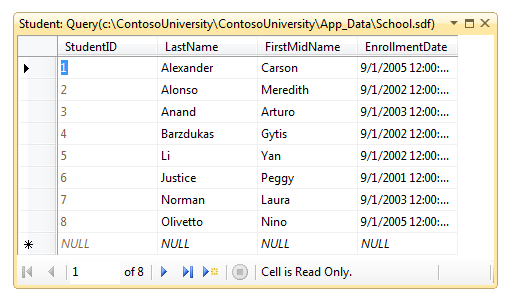 Student: Query(c:\ContosoUniversity\ContosoUniversity\App_Data\School.sdf)
StudentID LastName FirstMidName EnrollmentDate
1 Alexander Carson 9/1/2005 12:00:...
2 Alonso Meredith 9/1/2002 12:00:...
3 Anand Arturo 9/1/2003 12:00:...
4 Barzdukas Gytis 9/1/2002 12:00:...
5 Li Yan 9/1/2002 12:00:...
6 Justice Peggy 9/1/2001 12:00:...
7 Norman Laura 9/1/2003 12:00:...
8 Olivetto Nino 9/1/2005 12:00:...
NULL NULL NULL NULL
1 of 8 Cell is Read Only.